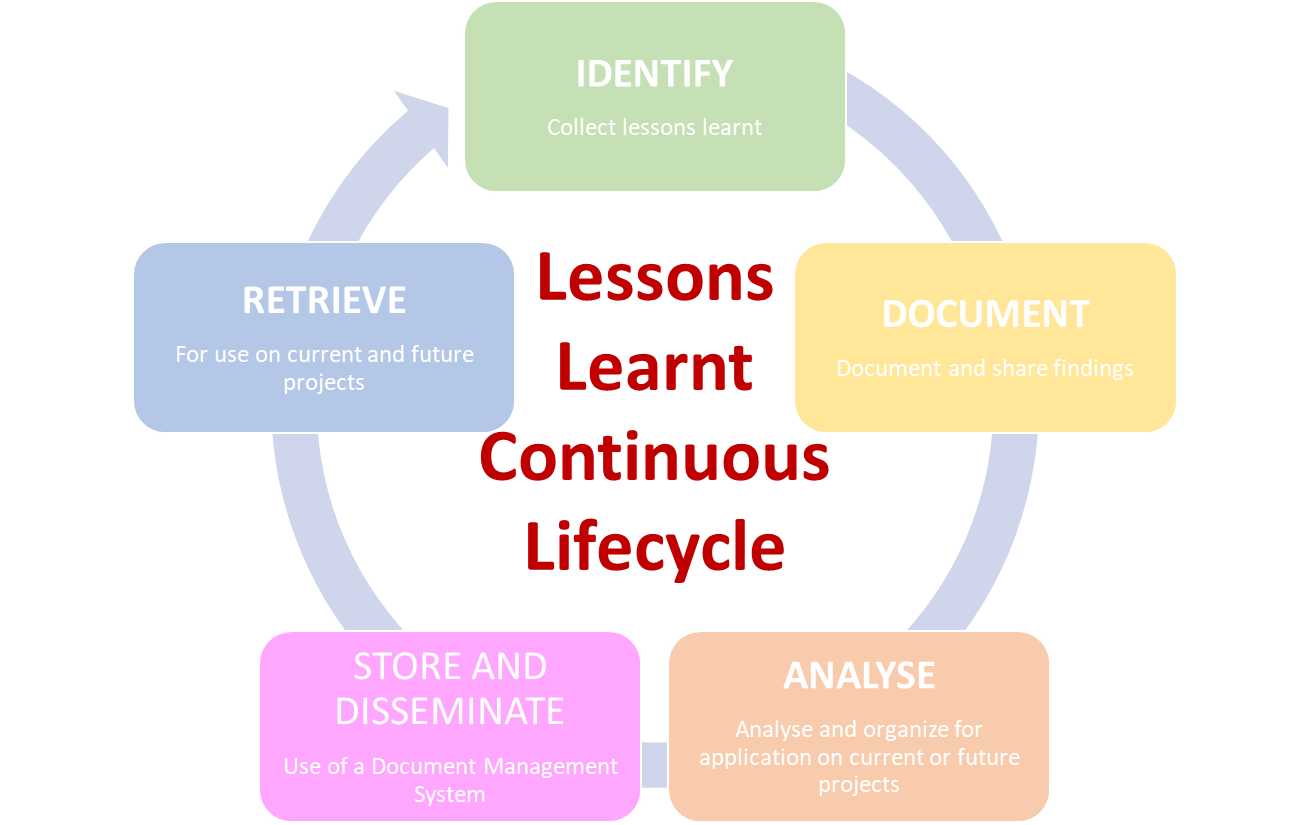 IDENTIFY
Collect lessons learnt
Lessons
Learnt
Continuous
Lifecycle
DOCUMENT
Document and share findings
ANALYSE
Analyse and organize for
application on current or future
projects
STORE AND
DISSEMINATE
Use of a Document Management
System
RETRIEVE
For use on current and future
projects